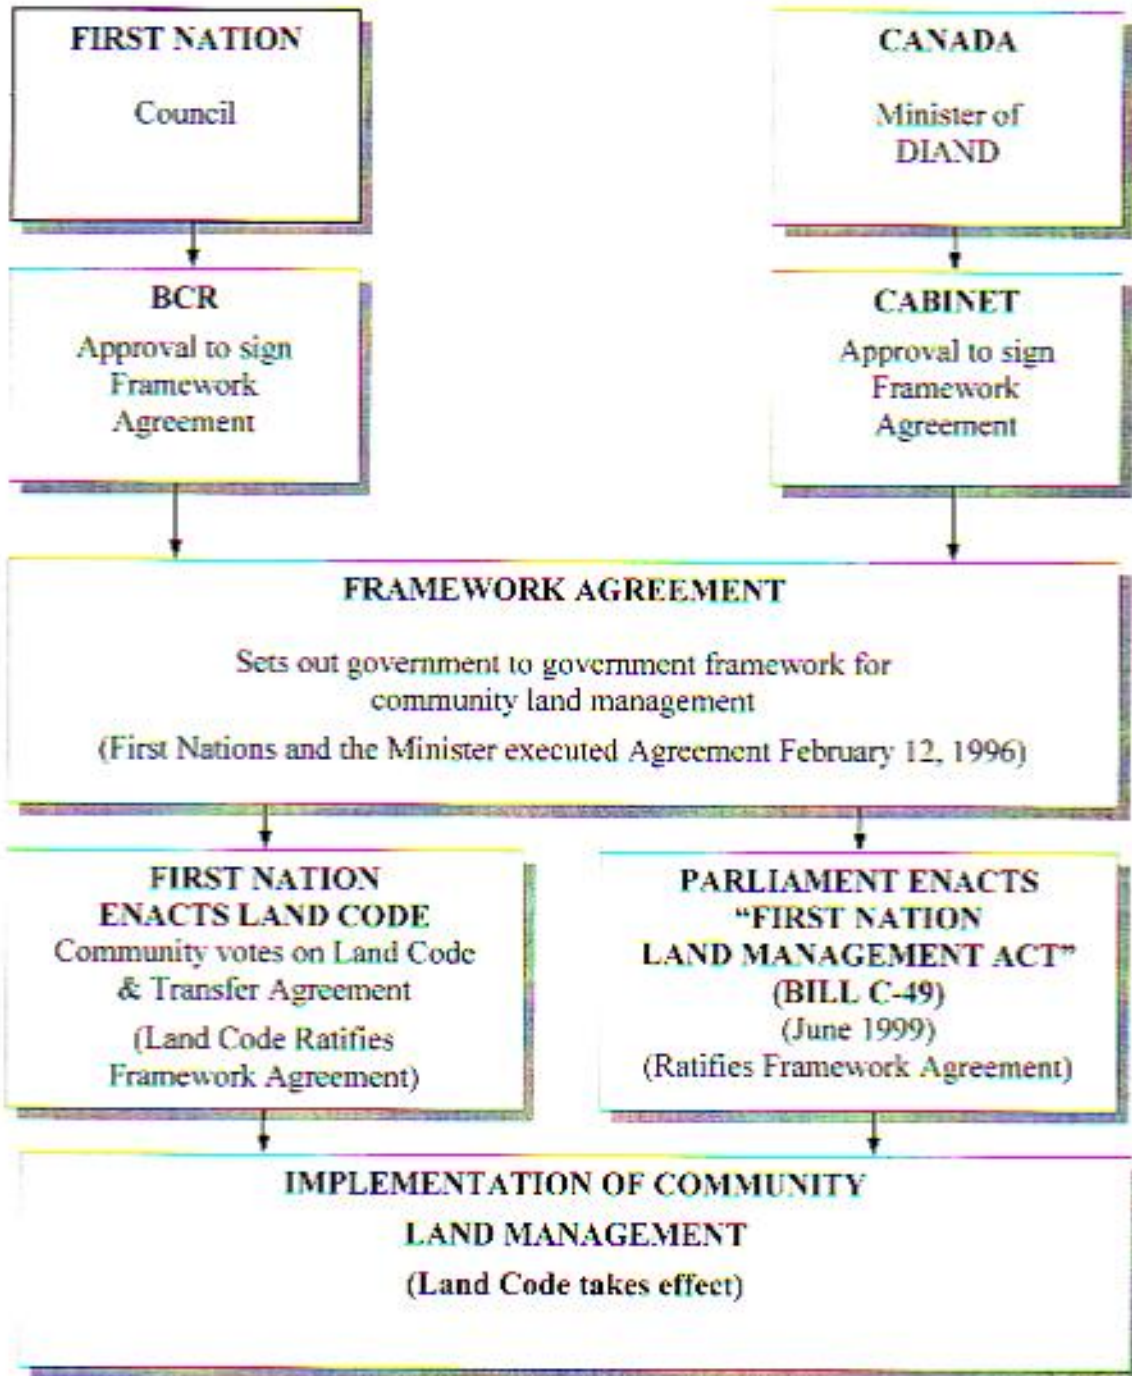 FIRST NATION
Council
CANADA
Minister of
DIAND
BCR
Approval to sign
Framework
Agreement
CABINET
Approval to sign
Framework
Agreement
FRAMEWORK AGREEMENT
Sets out government to government framework for
community land management
(First Nations and the Minister executed Agreement February 12, 1996)
FIRST NATION
ENACTS LAND CODE
Community votes on Land Code
& Transfer Agreement
(Land Code Ratifies
Framework Agreement)
PARLIAMENT ENACTS
“FIRST NATION
LAND MANAGEMENT ACT”
(BILL C-49)
(June 1999)
(Ratifies Framework Agreement)
IMPLEMENTATION OF COMMUNITY
LAND MANAGEMENT
(Land Code takes effect)